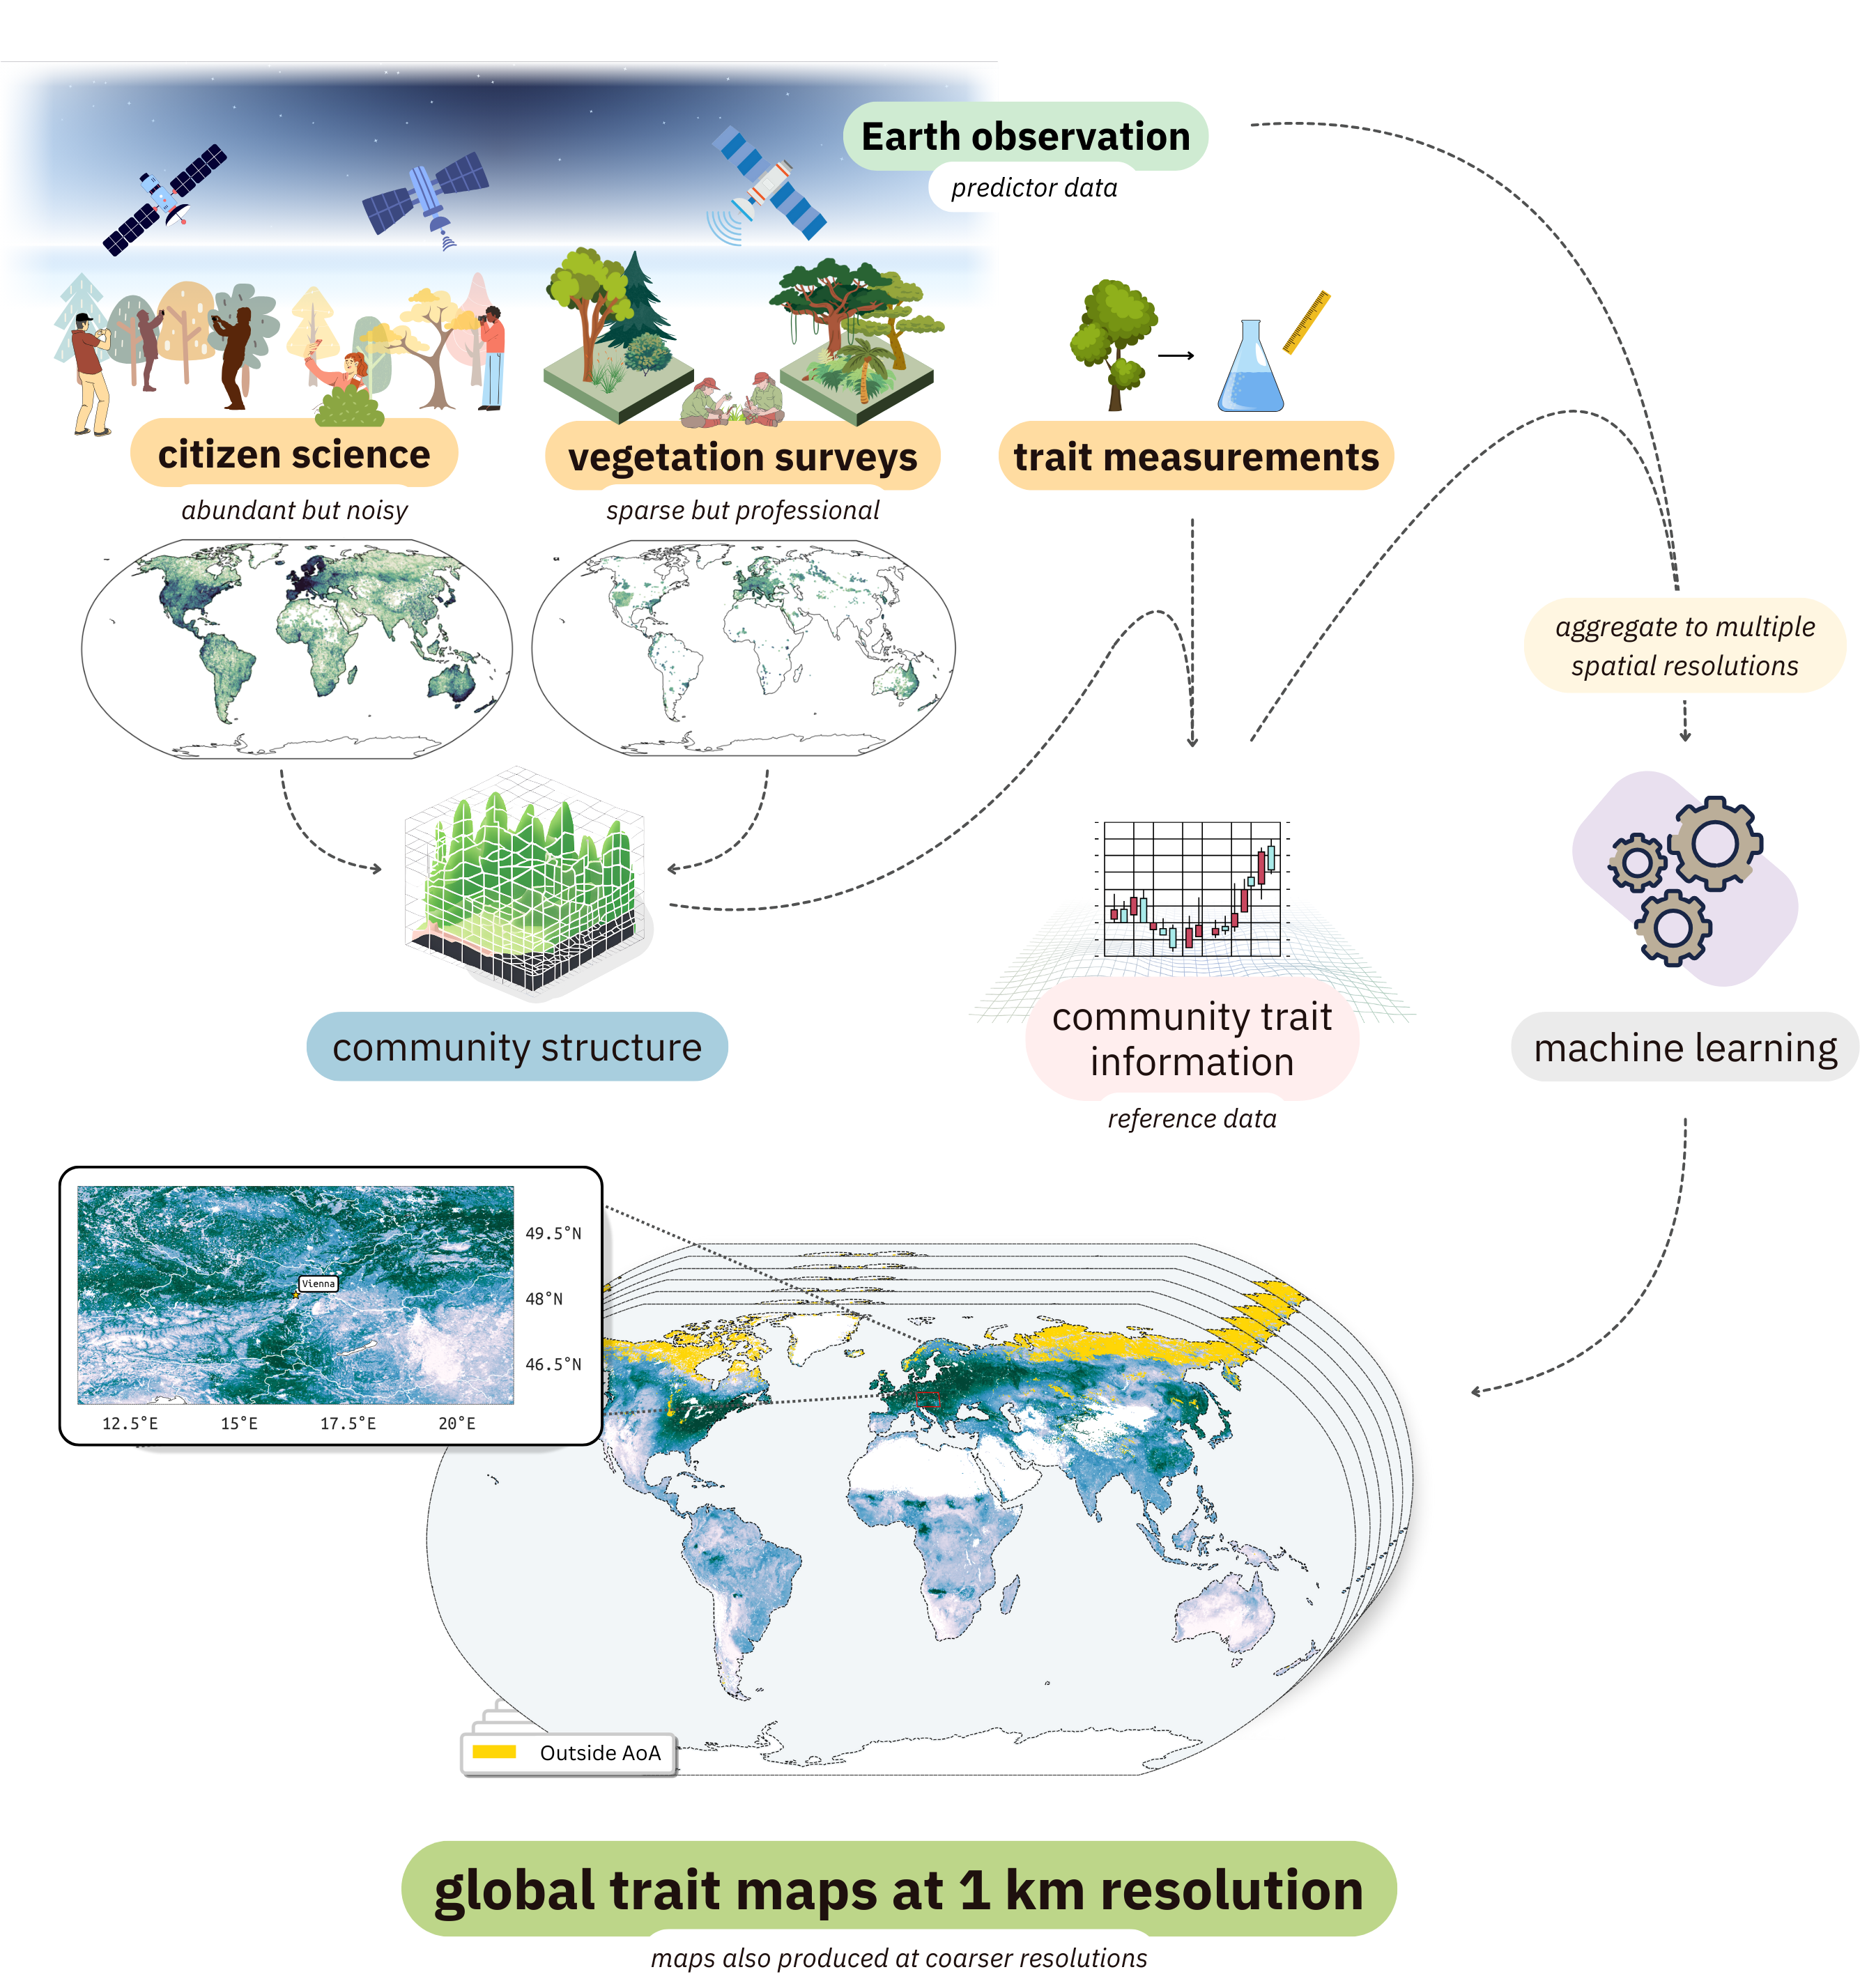 Earth observation
predictor data
citizen science
abundant but noisy
vegetation surveys
sparse but professional
trait measurements
aggregate to multiple
spatial resolutions
community structure
community trait
information
reference data
machine learning
49.5°N
Vienna
48°N
46.5°N
12.5°E
15°E
17.5°E
20°E
Outside AoA
global trait maps at 1 km resolution
maps also produced at coarser resolutions